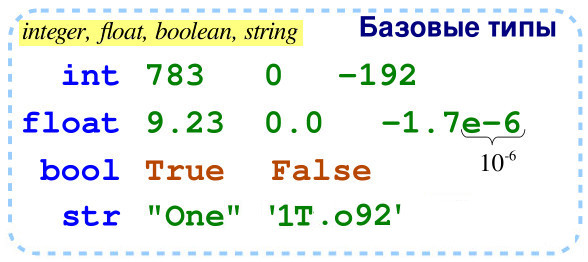 integer, float, boolean, string
Базовые типы
int 783 0 -192
float 9.23 0.0 -1.7e-6
10-6
bool True False
str "One" '1T.o92'